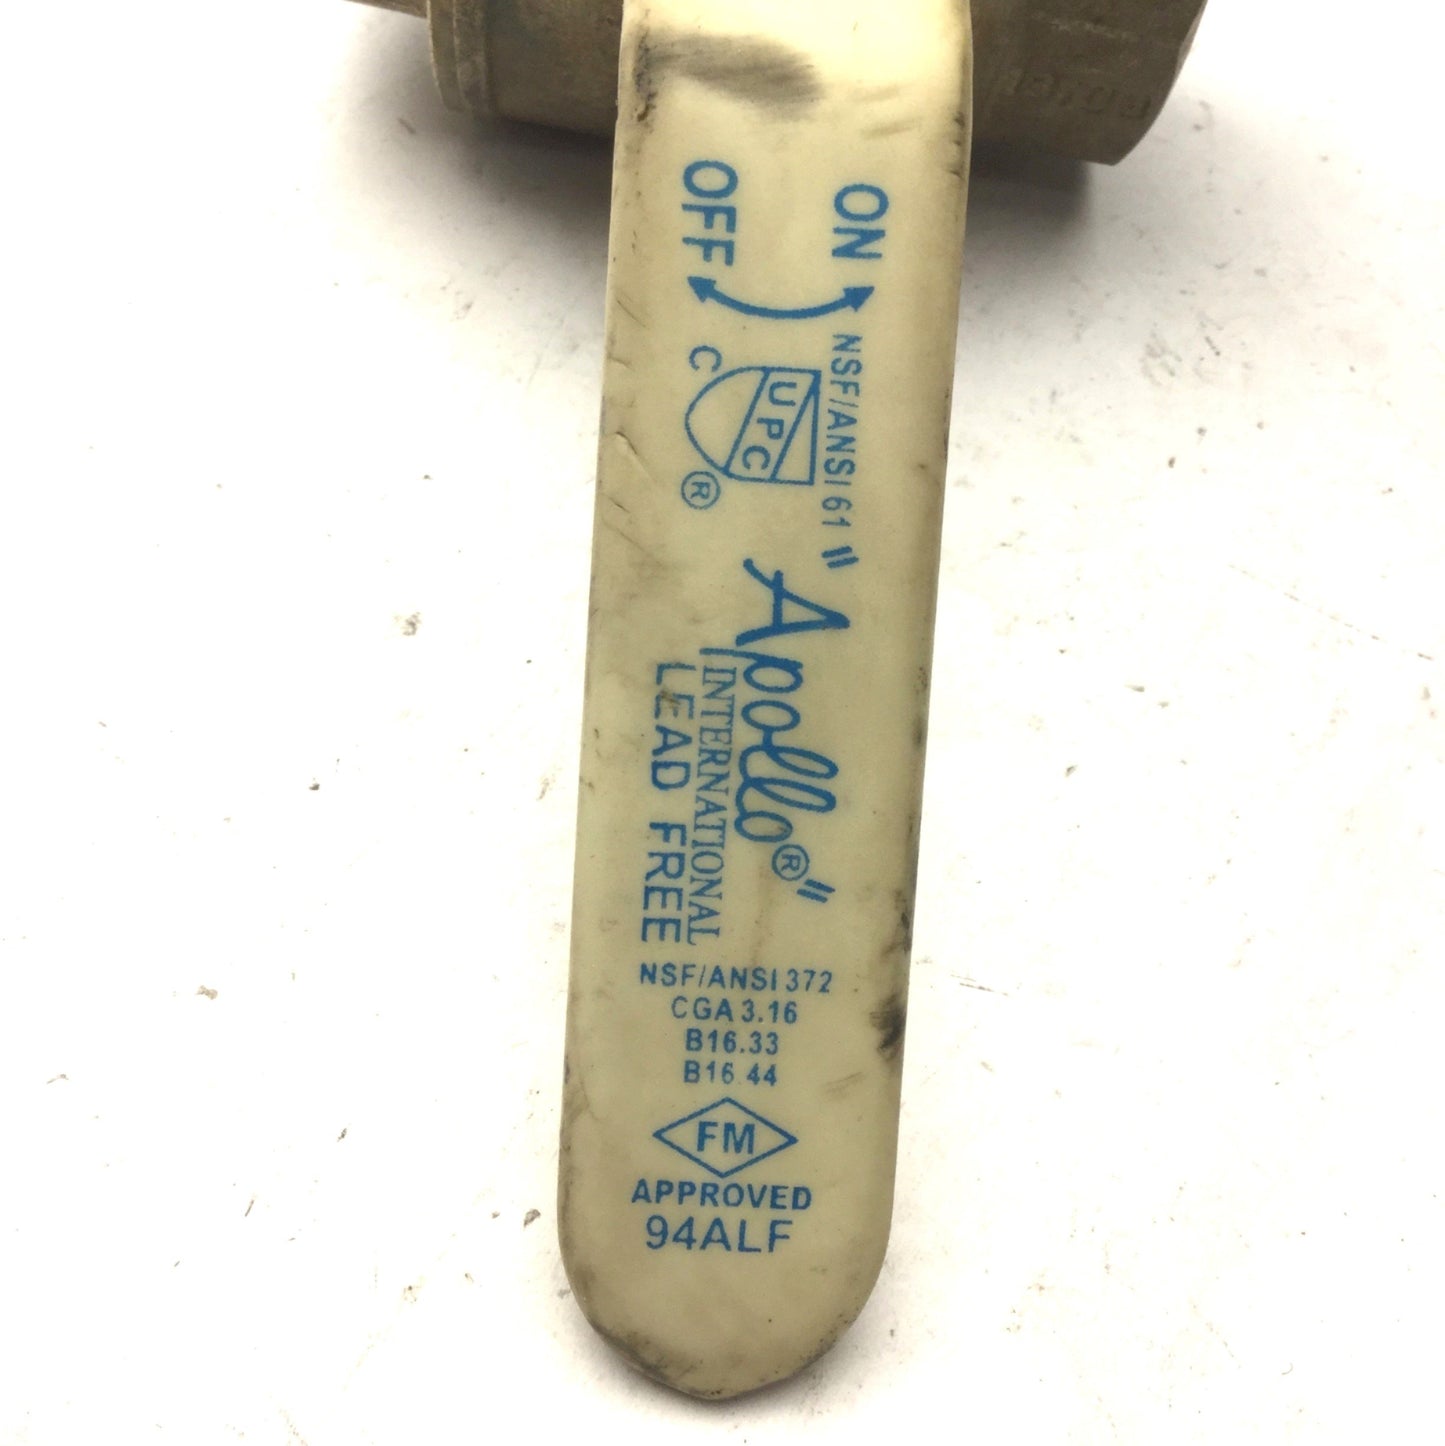 OFF
ON
NSF/ANSI 61
C
UPC
®
"Apollo®"
INTERNATIONAL
LEAD FREE
NSF/ANSI 372
CGA 3.16
B16.33
B16.44
FM
APPROVED
94ALF